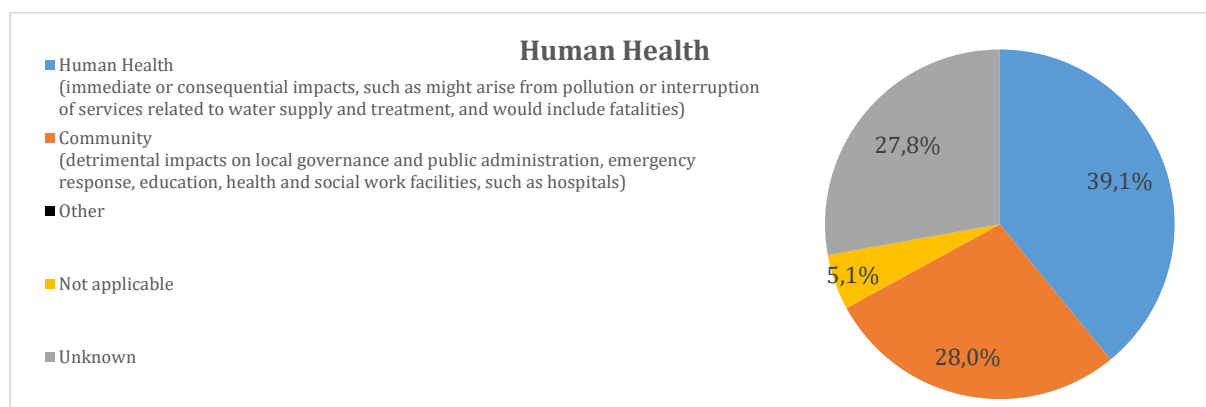 Human Health
Human Health
(immediate or consequential impacts, such as might arise from pollution or interruption
of services related to water supply and treatment, and would include fatalities)
Community
(detrimental impacts on local governance and public administration, emergency
response, education, health and social work facilities, such as hospitals)
Other
Not applicable
Unknown
27,8%
39,1%
5,1%
28,0%